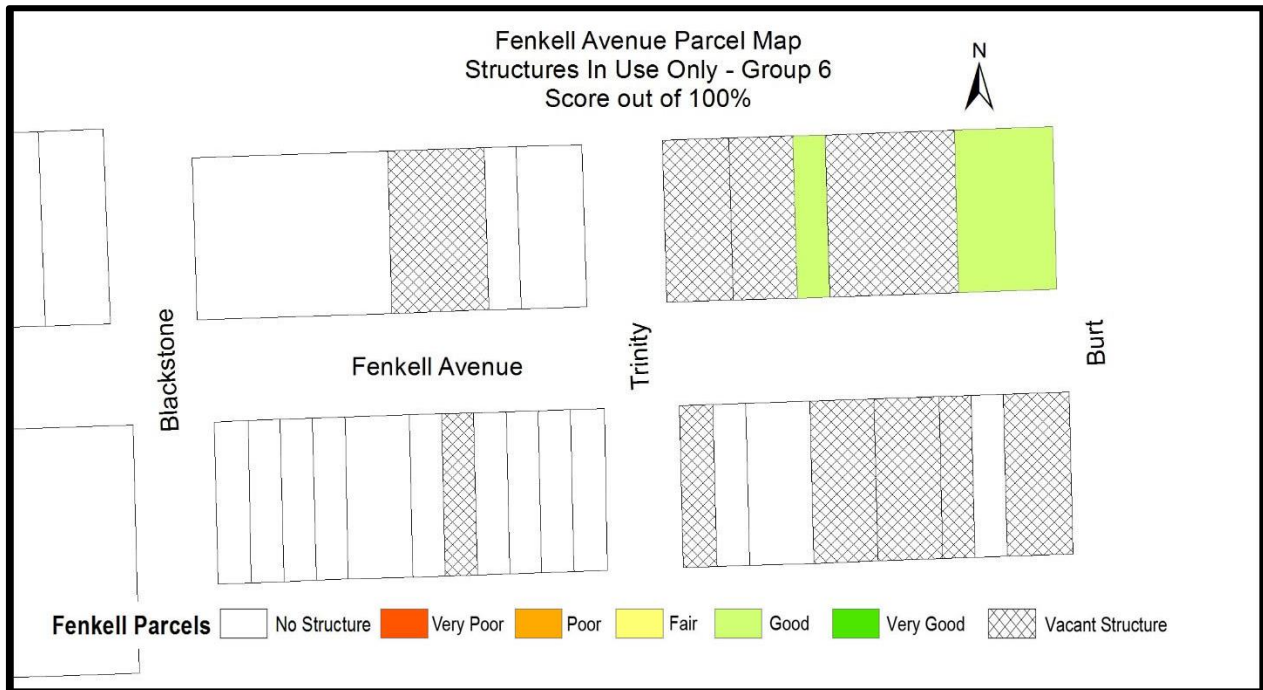 Fenkell Avenue Parcel Map
Structures In Use Only - Group 6
Score out of 100%
N
Blackstone
Fenkell Avenue
Trinity
Burt
Fenkell Parcels No Structure Very Poor Poor Fair Good Very Good Vacant Structure